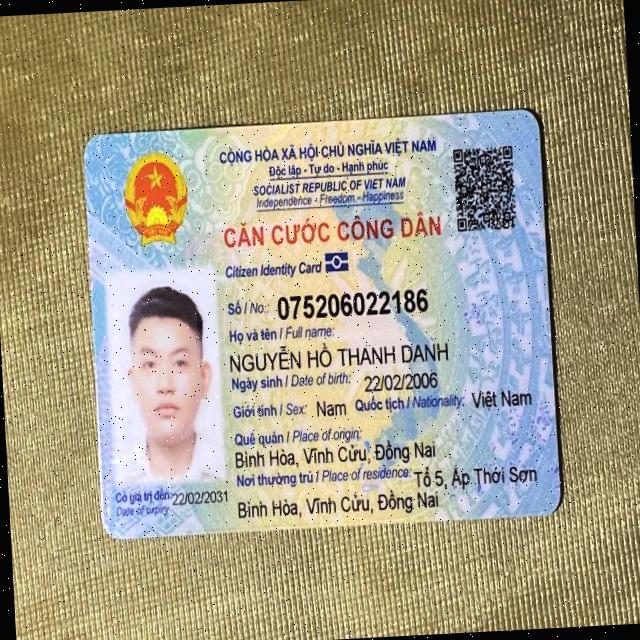 CỘNG HÒA XÃ HỘI CHỦ NGHĨA VIỆT NAM
Độc lập - Tự do - Hạnh phúc
SOCIALIST REPUBLIC OF VIET NAM
Independence - Freedom - Happiness
CĂN CƯỚC CÔNG DÂN
Citizen Identity Card
Số / No.: 075206022186
Họ và tên / Full name:
NGUYỄN HỒ THANH DANH
Ngày sinh / Date of birth: 22/02/2006
Giới tính / Sex: Nam Quốc tịch / Nationality: Việt Nam
Quê quán / Place of origin:
Bình Hòa, Vĩnh Cửu, Đồng Nai
Nơi thường trú / Place of residence: Tổ 5, Ấp Thới Sơn
Bình Hòa, Vĩnh Cửu, Đồng Nai
Có giá trị đến: 22/02/2031
Date of expiry